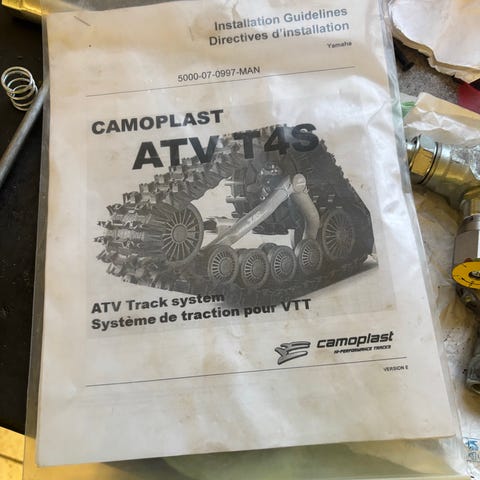 Installation Guidelines
Directives d'installation
Yamaha
5000-07-0997-MAN
CAMOPLAST
ATV T4S
ATV Track system
Système de traction pour VTT
camoplast
HI-PERFORMANCE TRACKS
VERSION E